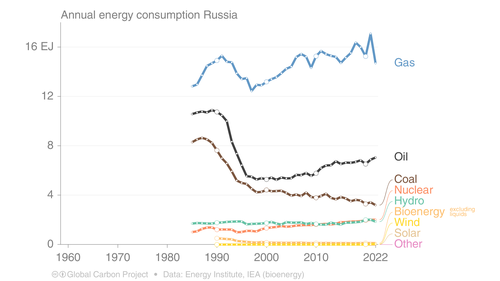 Annual energy consumption Russia
16 EJ
Gas
12
8
Oil
Coal
4
Nuclear
Hydro
Bioenergy excluding liquids
Wind
Solar
0
Other
1960 1970 1980 1990 2000 2010 2022
Global Carbon Project • Data: Energy Institute, IEA (bioenergy)